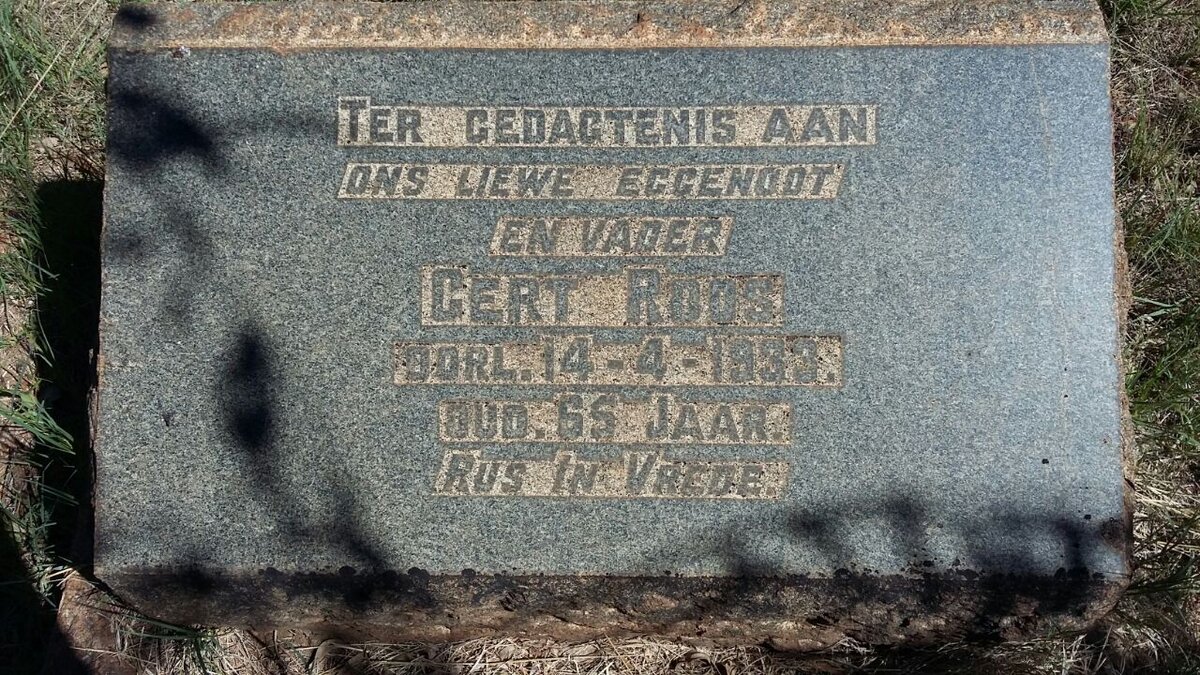 TER GEDAGTENIS AAN
ONS LIEWE EGGENOOT
EN VADER
GERT ROOS
OORL. 14-4-1939.
OUD. 65 JAAR.
RUS IN VREDE.